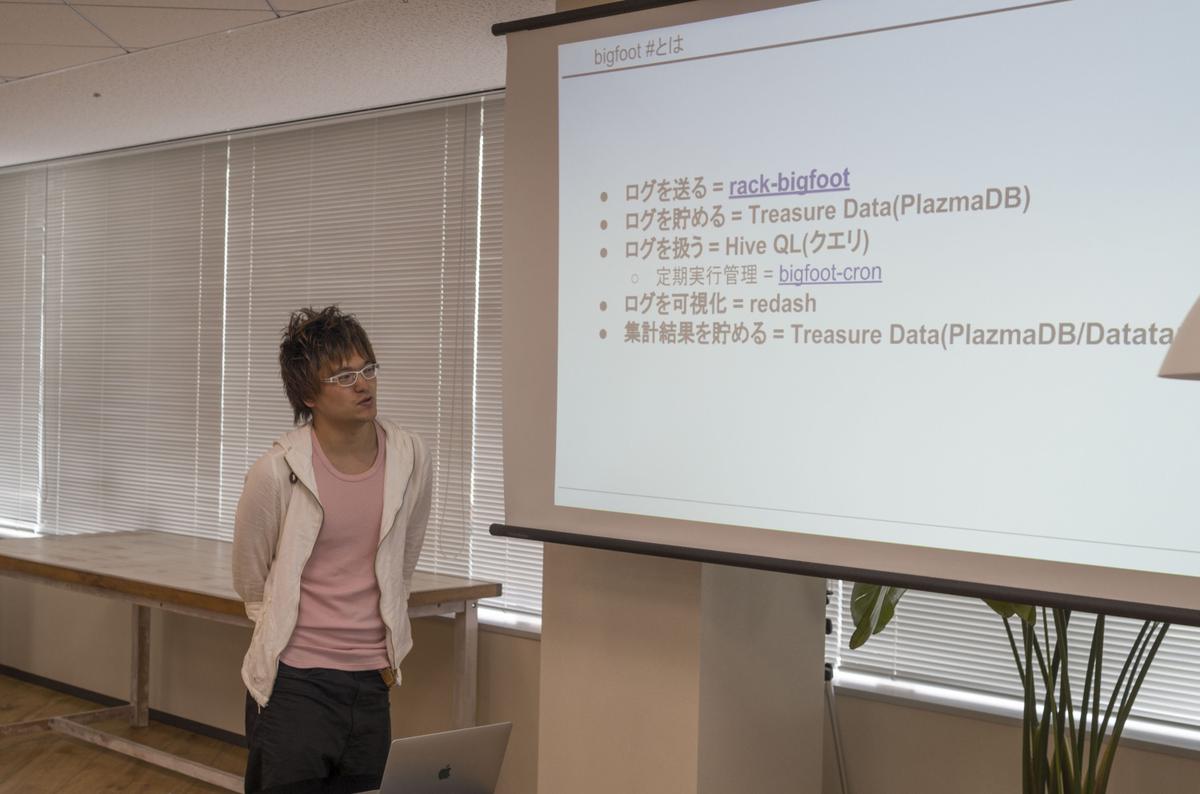 bigfoot #とは
● ログを送る = rack-bigfoot
● ログを貯める = Treasure Data(PlazmaDB)
● ログを扱う = Hive QL(クエリ)
○ 定期実行管理 = bigfoot-cron
● ログを可視化 = redash
● 集計結果を貯める = Treasure Data(PlazmaDB/Datata